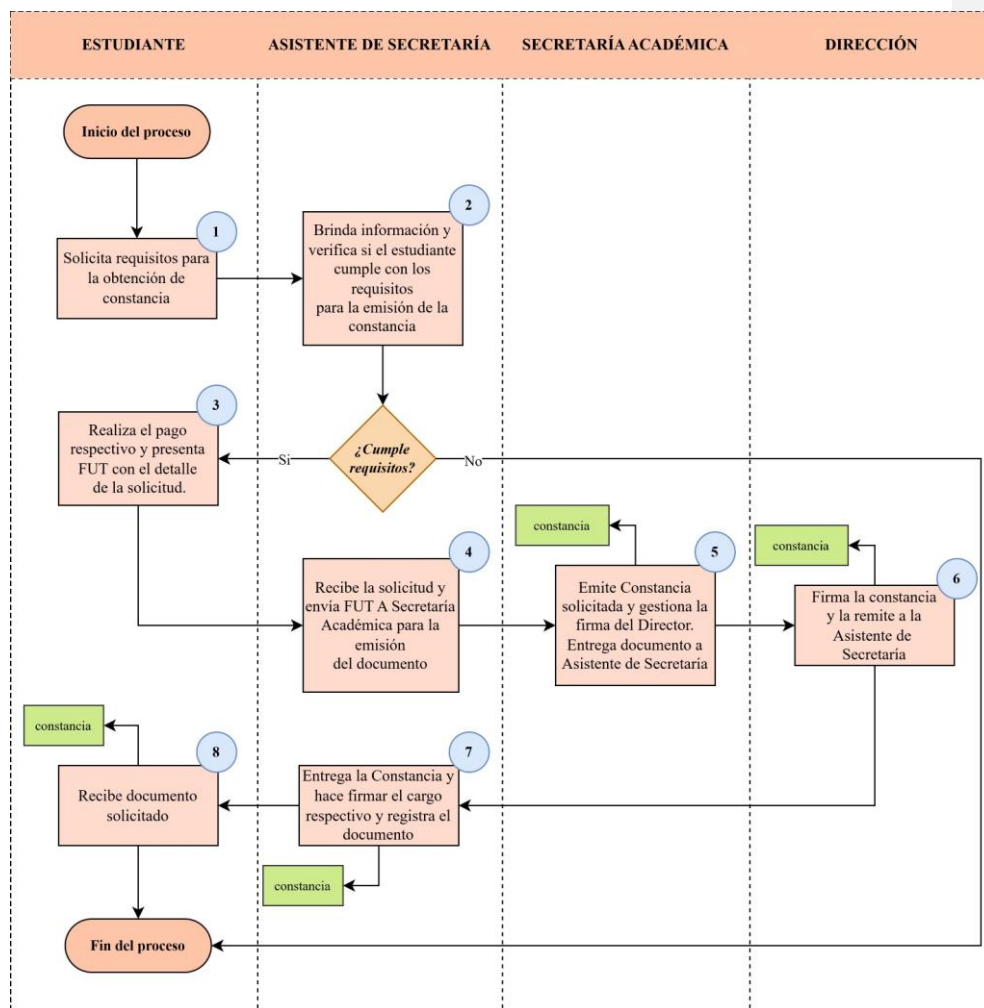 ESTUDIANTE
ASISTENTE DE SECRETARÍA
SECRETARÍA ACADÉMICA
DIRECCIÓN
Inicio del proceso
1
Solicita requisitos para
la obtención de
constancia
2
Brinda información y
verifica si el estudiante
cumple con los
requisitos
para la emisión de la
constancia
¿Cumple
requisitos?
Si
No
3
Realiza el pago
respectivo y presenta
FUT con el detalle
de la solicitud.
4
Recibe la solicitud y
envía FUT A Secretaría
Académica para la
emisión
del documento
constancia
5
Emite Constancia
solicitada y gestiona la
firma del Director.
Entrega documento a
Asistente de Secretaría
constancia
6
Firma la constancia
y la remite a la
Asistente de
Secretaría
7
Entrega la Constancia y
hace firmar el cargo
respectivo y registra el
documento
constancia
constancia
8
Recibe documento
solicitado
Fin del proceso